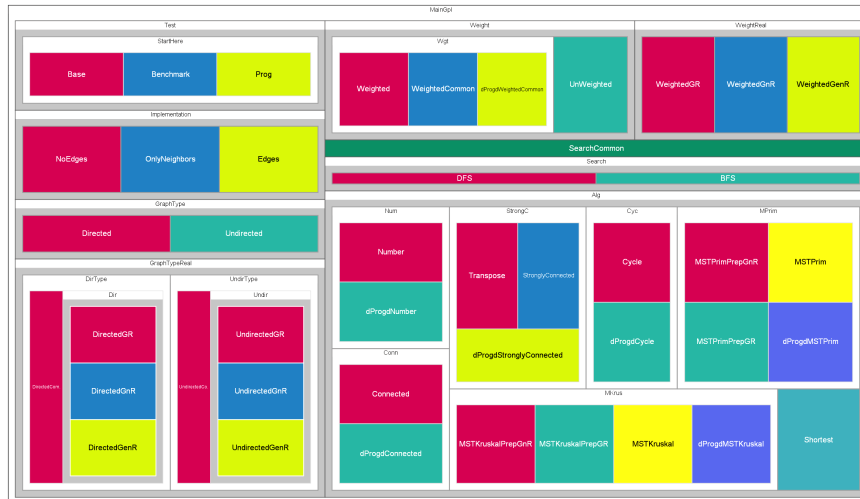 MainGpl
Test
StartHere
Base
Benchmark
Prog
Implementation
NoEdges
OnlyNeighbors
Edges
GraphType
Directed
Undirected
GraphTypeReal
DirType
DirectedCom
Dir
DirectedGR
DirectedGnR
DirectedGenR
UndirType
UndirectedCo
Undir
UndirectedGR
UndirectedGnR
UndirectedGenR
Weight
Wgt
Weighted
WeightedCommon
dProgdWeightedCommon
UnWeighted
WeightReal
WeightedGR
WeightedGnR
WeightedGenR
SearchCommon
Search
DFS
BFS
Alg
Num
Number
dProgdNumber
StrongC
Transpose
StronglyConnected
dProgdStronglyConnected
Cyc
Cycle
dProgdCycle
MPrim
MSTPrimPrepGnR
MSTPrim
MSTPrimPrepGR
dProgdMSTPrim
Conn
Connected
dProgdConnected
Mkrus
MSTKruskalPrepGnR
MSTKruskalPrepGR
MSTKruskal
dProgdMSTKruskal
Shortest